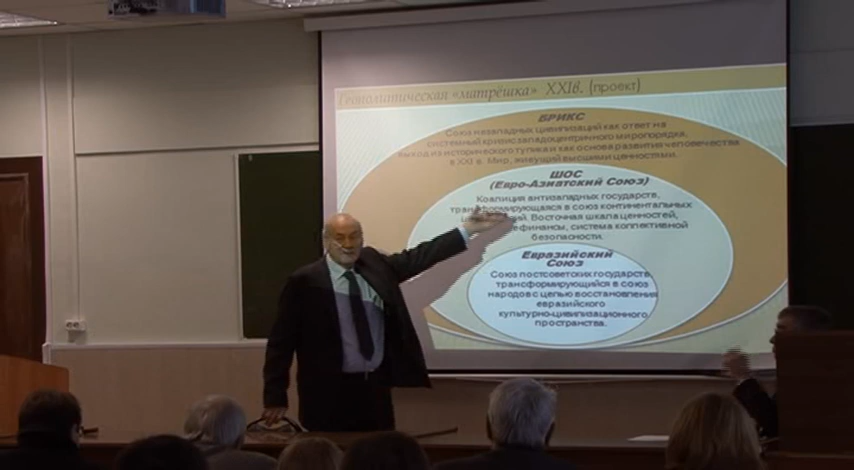 Геополитическая «матрёшка» XXIв. (проект)
БРИКС
Союз незападных цивилизаций как ответ на
системный кризис западоцентричного миропорядка,
выход из исторического тупика и как основа развития человечества
в XXI в. Мир, живущий высшими ценностями.
ШОС
(Евро-Азиатский Союз)
Коалиция антизападных государств,
трансформирующаяся в союз континентальных
Восточная шкала ценностей,
система коллективной
безопасности.
Евразийский
Союз
Союз постсоветских государств
трансформирующийся в союз
народов с целью восстановления
евразийского
культурно-цивилизационного
пространства.